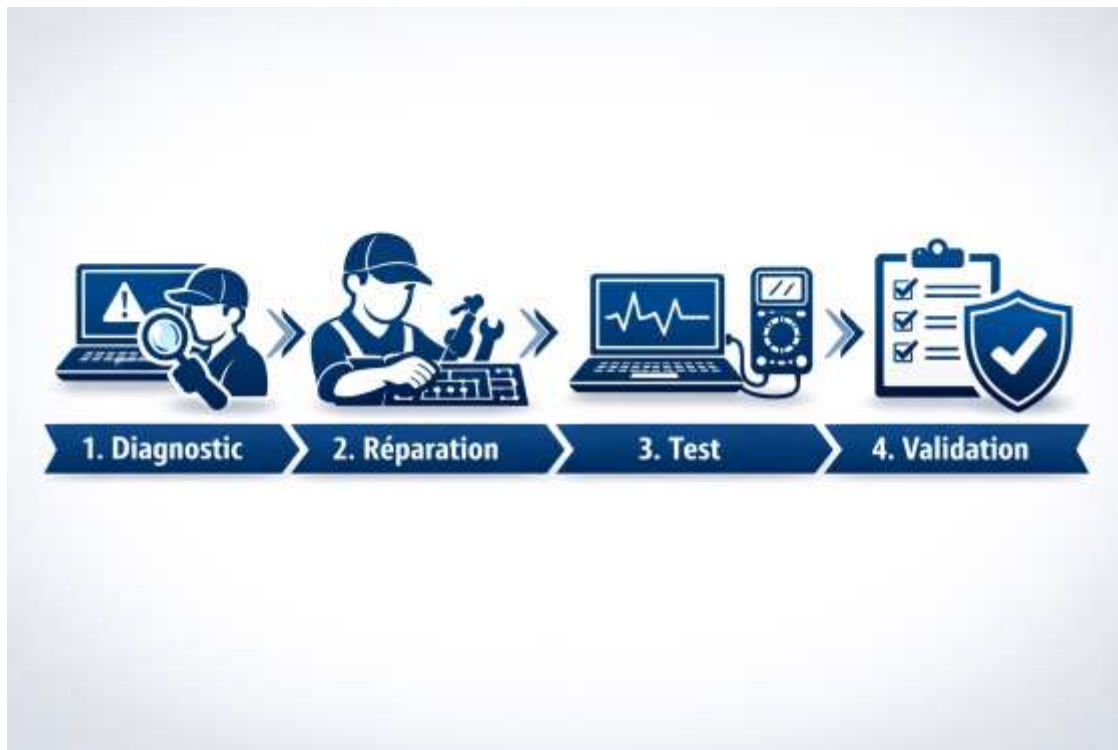 1. Diagnostic
2. Réparation
3. Test
4. Validation